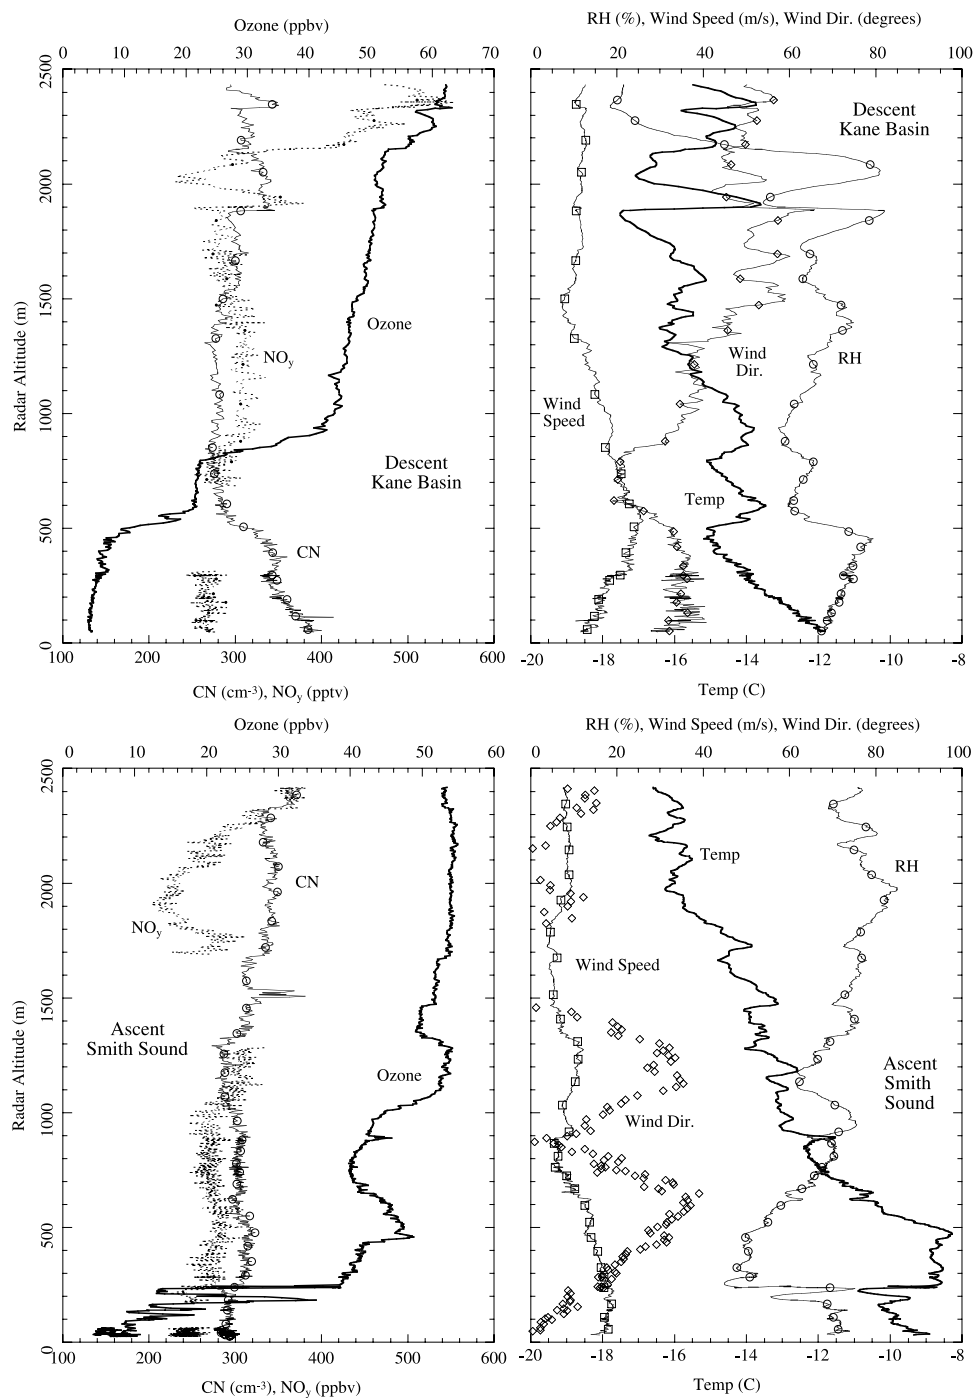 Ozone (ppbv)
0 10 20 30 40 50 60 70
RH (%), Wind Speed (m/s), Wind Dir. (degrees)
0 20 40 60 80 100
2500
2000
1500
1000
500
0
Radar Altitude (m)
Ozone
NOy
Descent
Kane Basin
CN
100 200 300 400 500 600
CN (cm-3), NOy (pptv)
Descent
Kane Basin
Wind
Dir.
RH
Wind
Speed
Temp
-20 -18 -16 -14 -12 -10 -8
Temp (C)
Ozone (ppbv)
0 10 20 30 40 50 60
RH (%), Wind Speed (m/s), Wind Dir. (degrees)
0 20 40 60 80 100
2500
2000
1500
1000
500
0
Radar Altitude (m)
CN
NOy
Ascent
Smith Sound
Ozone
100 200 300 400 500 600
CN (cm-3), NOy (ppbv)
Temp
RH
Wind Speed
Ascent
Smith
Sound
Wind Dir.
-20 -18 -16 -14 -12 -10 -8
Temp (C)